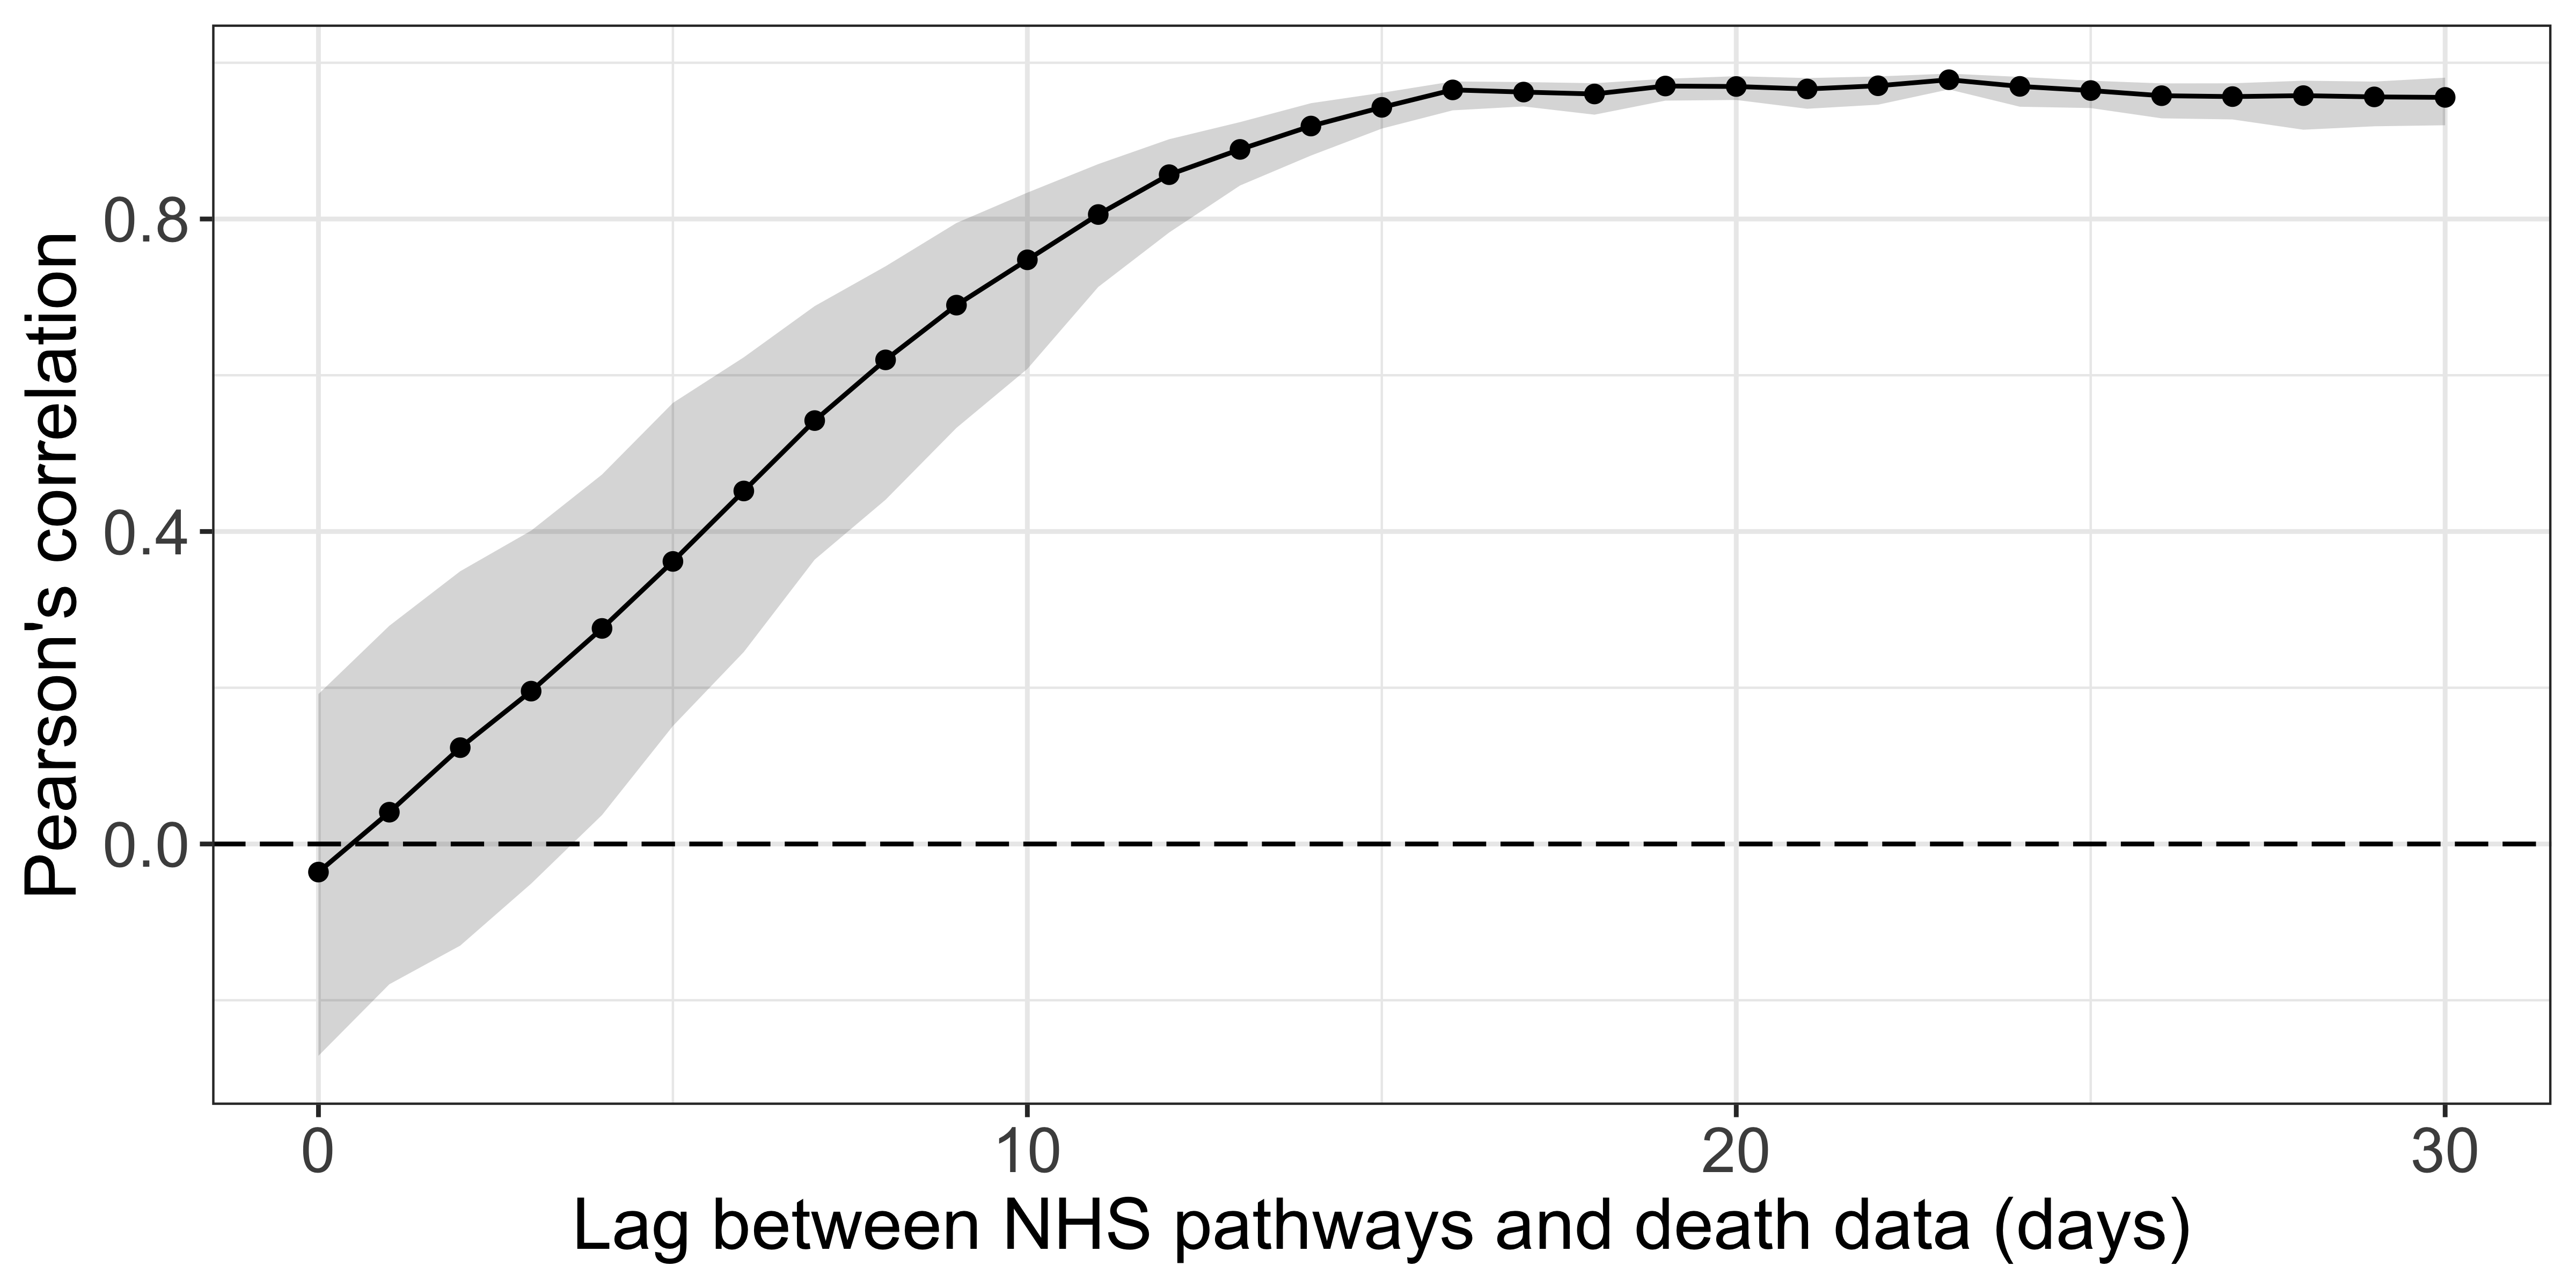 Pearson's correlation
0.8
0.4
0.0
0 10 20 30
Lag between NHS pathways and death data (days)